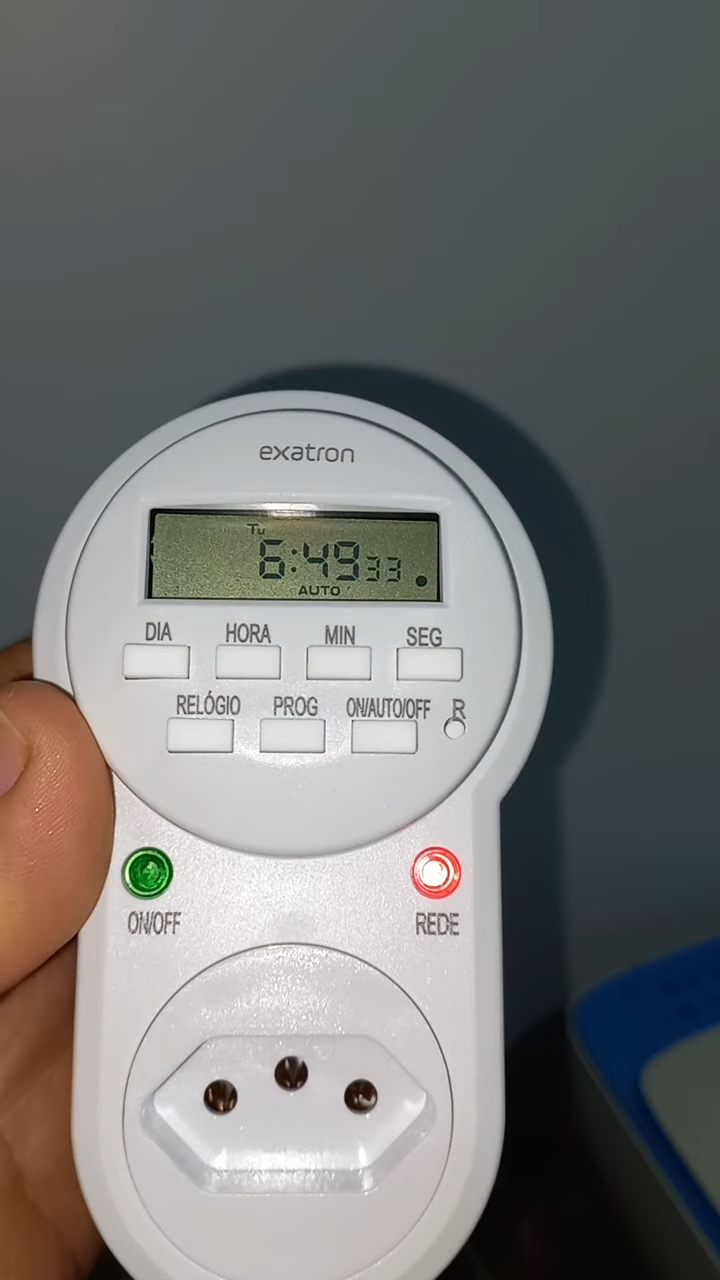 exatron
Tu
6:49 33
AUTO
DIA HORA MIN SEG
RELÓGIO PROG ON/AUTO/OFF R
ON/OFF REDE